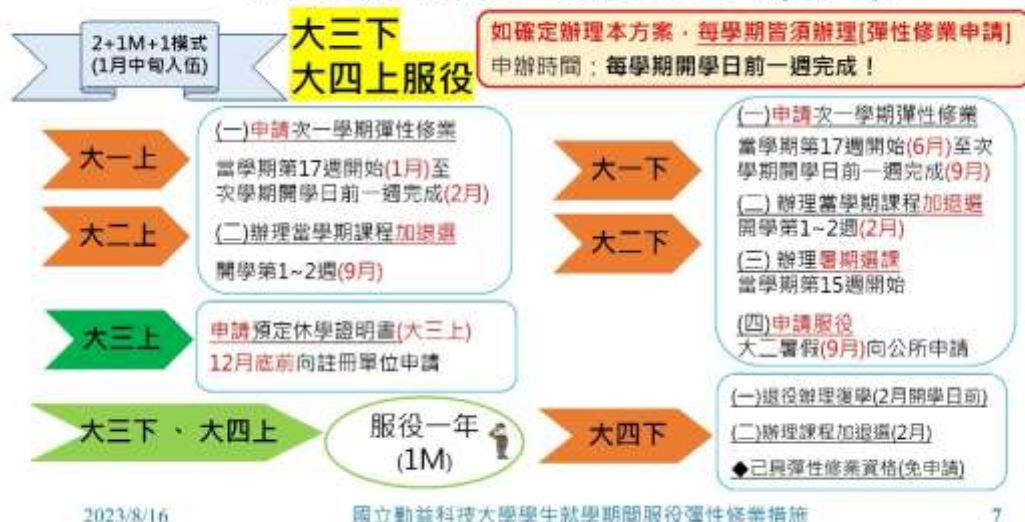 2+1M+1模式
(1月中旬入伍)
大三下
大四上服役
如確定辦理本方案，每學期皆須辦理[彈性修業申請]
申辦時間：每學期開學日前一週完成！
大一上
大二上
(一)申請次一學期彈性修業
當學期第17週開始(1月)至
次學期開學日前一週完成(2月)
(二)辦理當學期課程加退選
開學第1~2週(9月)
大一下
大二下
(一)申請次一學期彈性修業
當學期第17週開始(6月)至次
學期開學日前一週完成(9月)
(二) 辦理當學期課程加退選
開學第1~2週(2月)
(三) 辦理暑期選課
當學期第15週開始
(四)申請服役
大二暑假(9月)向公所申請
大三上
申請預定休學證明書(大三上)
12月底前向註冊單位申請
大三下 、 大四上
服役一年
(1M)
大四下
(一)退役辦理復學(2月開學日前)
(二)辦理課程加退選(2月)
◆已具彈性修業資格(免申請)
2023/8/16
國立勤益科技大學學生就學期間服役彈性修業措施
7